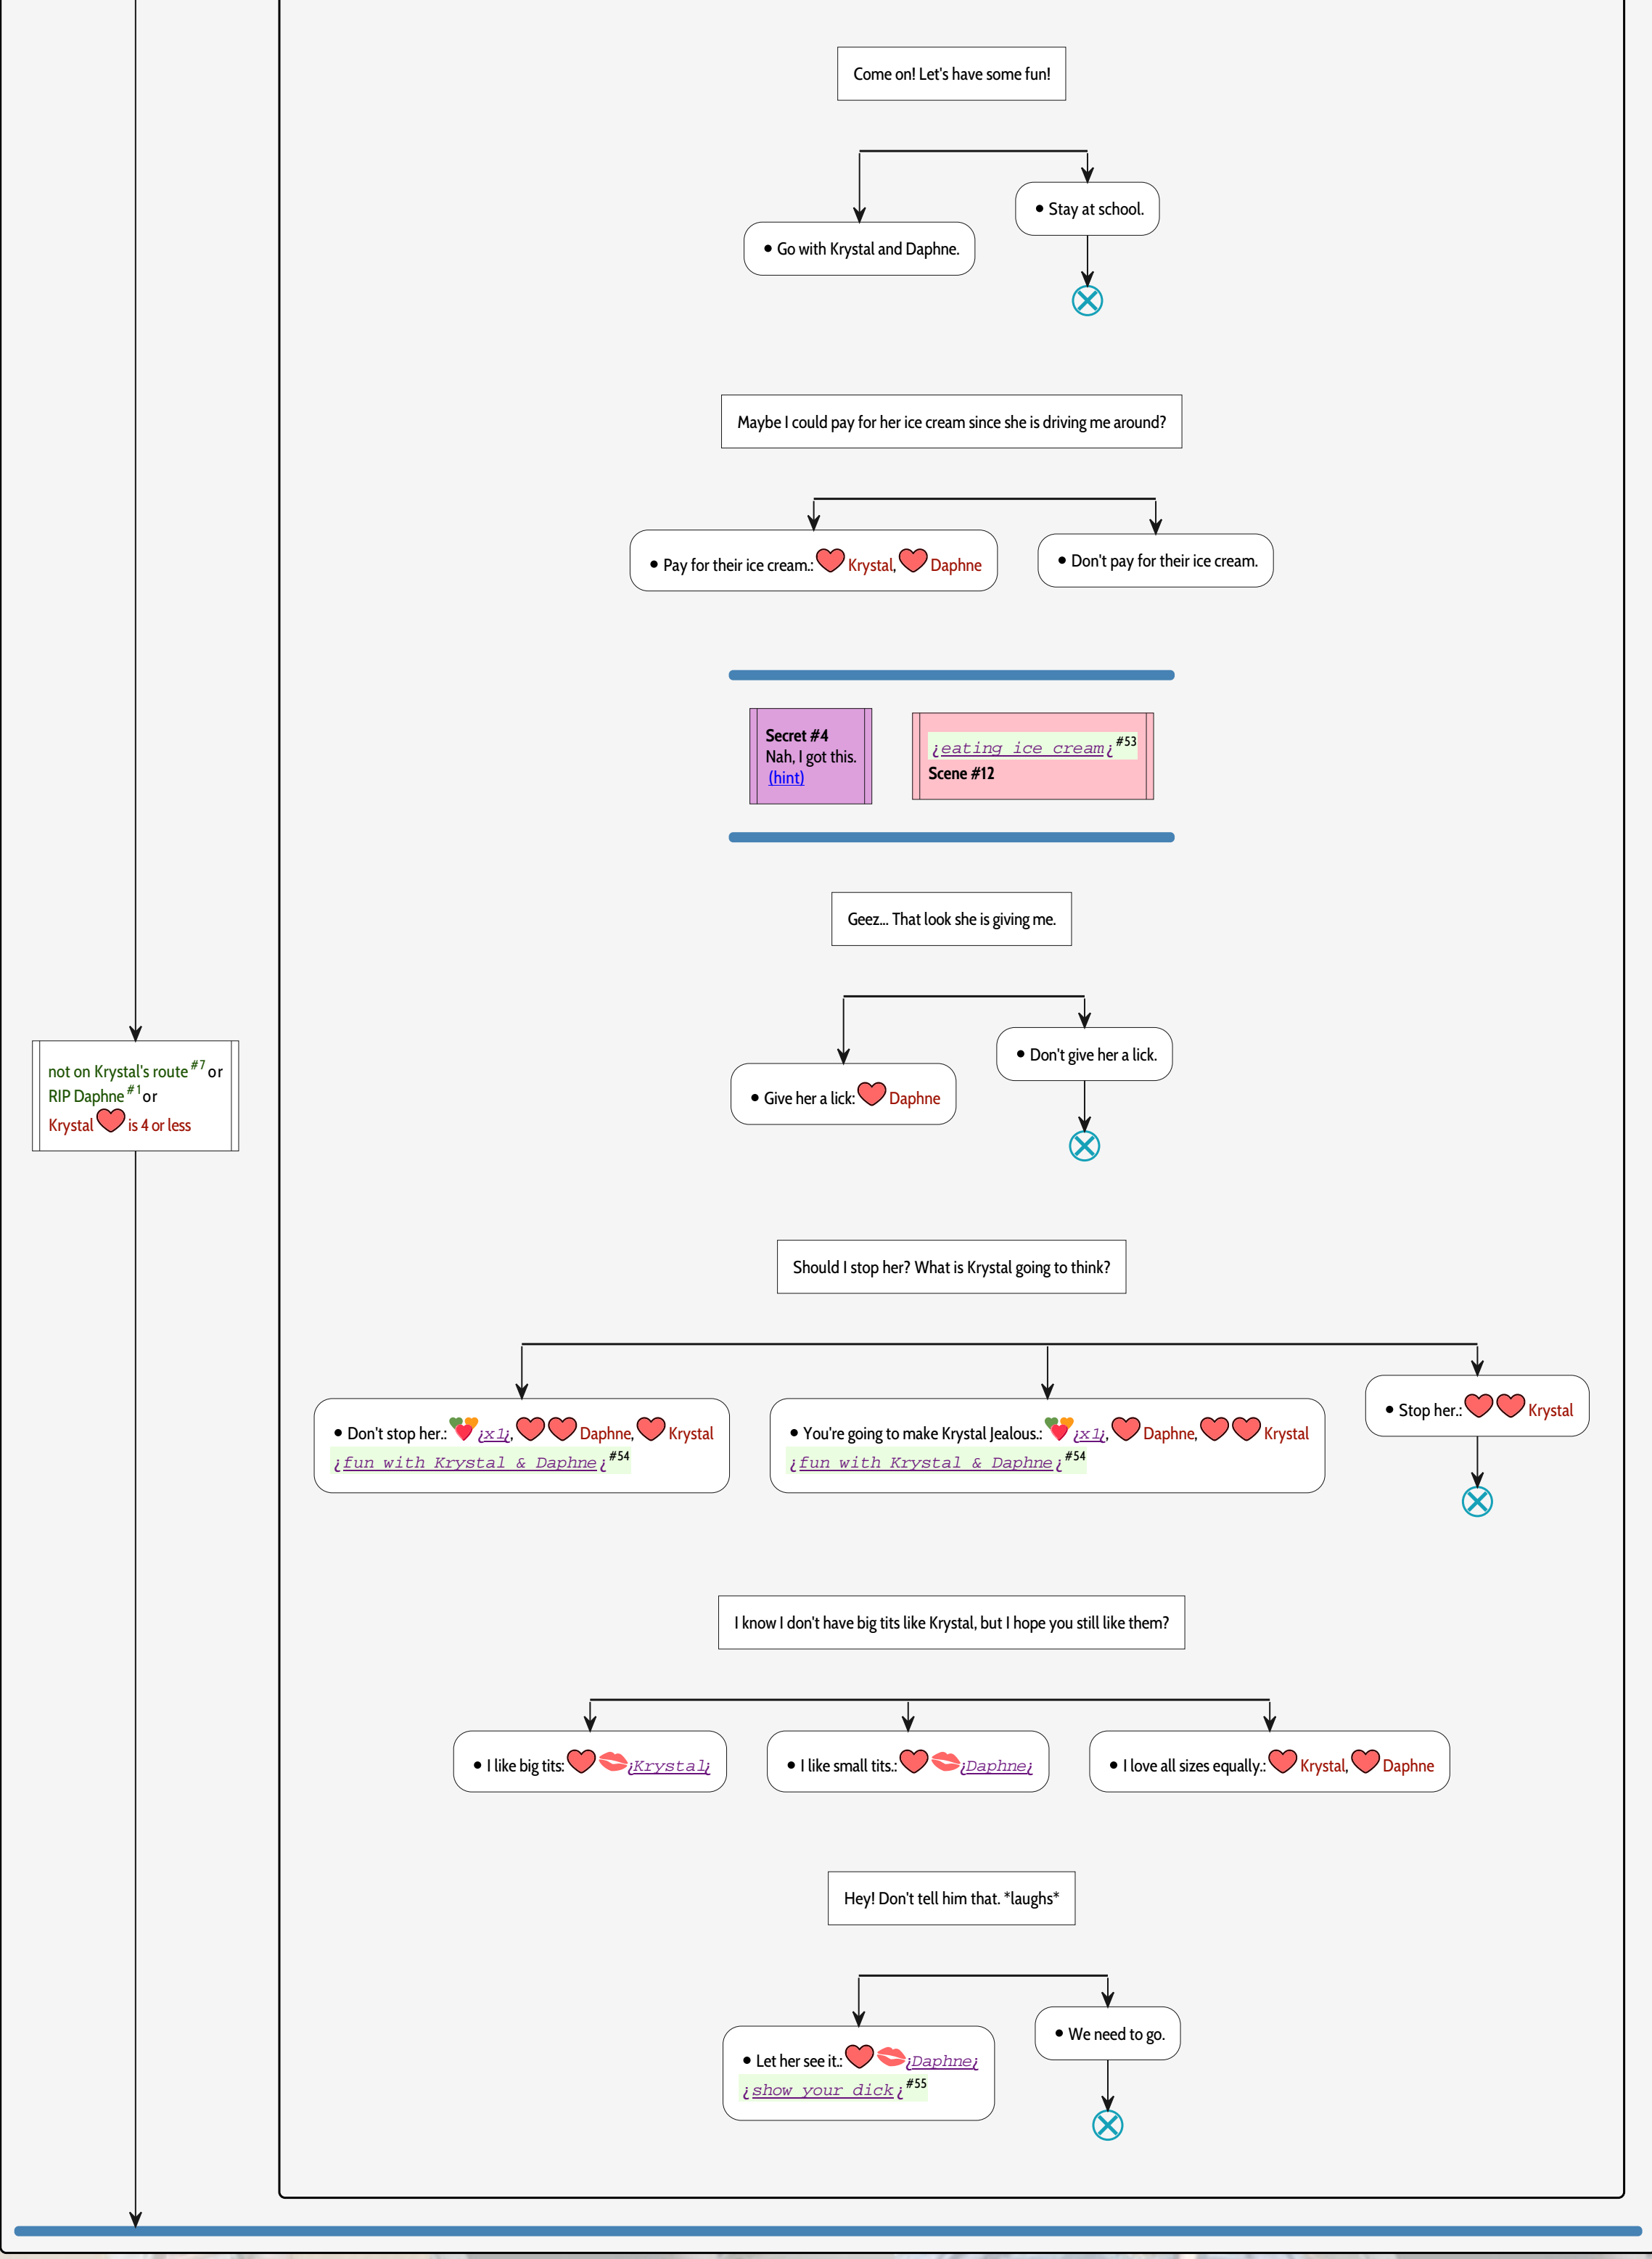 Come on! Let's have some fun!
• Stay at school.
• Go with Krystal and Daphne.
Maybe I could pay for her ice cream since she is driving me around?
• Pay for their ice cream.: Krystal, Daphne
• Don't pay for their ice cream.
Secret #4
Nah, I got this.
(hint)
¿eating ice cream¿ #53
Scene #12
Geez... That look she is giving me.
• Don't give her a lick.
• Give her a lick: Daphne
not on Krystal's route #7 or
RIP Daphne #1 or
Krystal is 4 or less
Should I stop her? What is Krystal going to think?
• Don't stop her.: ¿x1¿, Daphne, Krystal
¿fun with Krystal & Daphne¿ #54
• You're going to make Krystal Jealous.: ¿x1¿, Daphne, Krystal
¿fun with Krystal & Daphne¿ #54
• Stop her.: Krystal
I know I don't have big tits like Krystal, but I hope you still like them?
• I like big tits: ¿Krystal¿
• I like small tits.: ¿Daphne¿
• I love all sizes equally.: Krystal, Daphne
Hey! Don't tell him that. *laughs*
• We need to go.
• Let her see it.: ¿Daphne¿
¿show your dick¿ #55